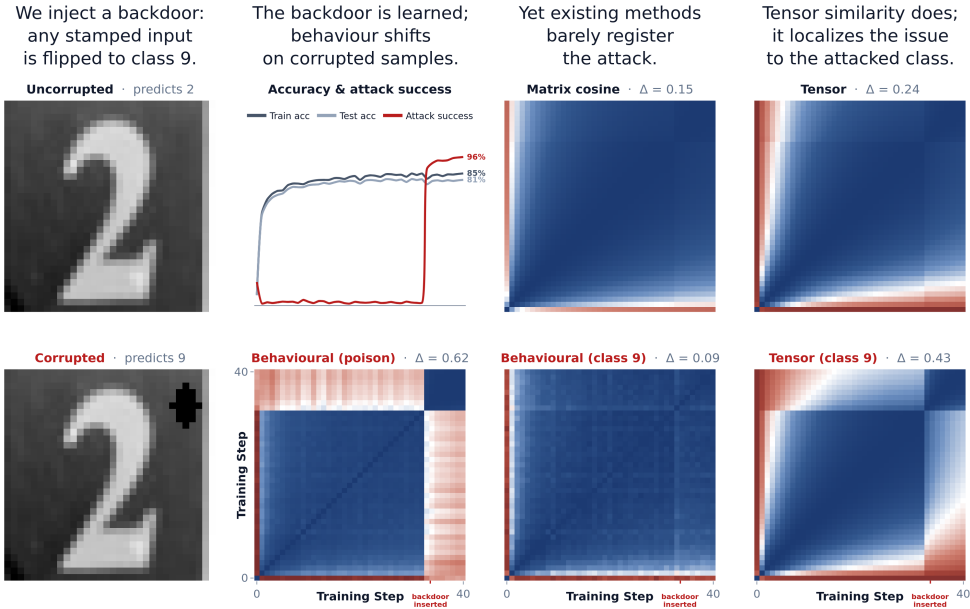 We inject a backdoor:
any stamped input
is flipped to class 9.
The backdoor is learned;
behaviour shifts
on corrupted samples.
Yet existing methods
barely register
the attack.
Tensor similarity does;
it localizes the issue
to the attacked class.
Uncorrupted · predicts 2
Accuracy & attack success
Matrix cosine · Δ = 0.15
Tensor · Δ = 0.24
Train acc Test acc Attack success
96%
85%
81%
Corrupted · predicts 9
Behavioural (poison) · Δ = 0.62
Behavioural (class 9) · Δ = 0.09
Tensor (class 9) · Δ = 0.43
40
Training Step
0
0 Training Step backdoor inserted 40
0 Training Step backdoor inserted 40
0 Training Step backdoor inserted 40